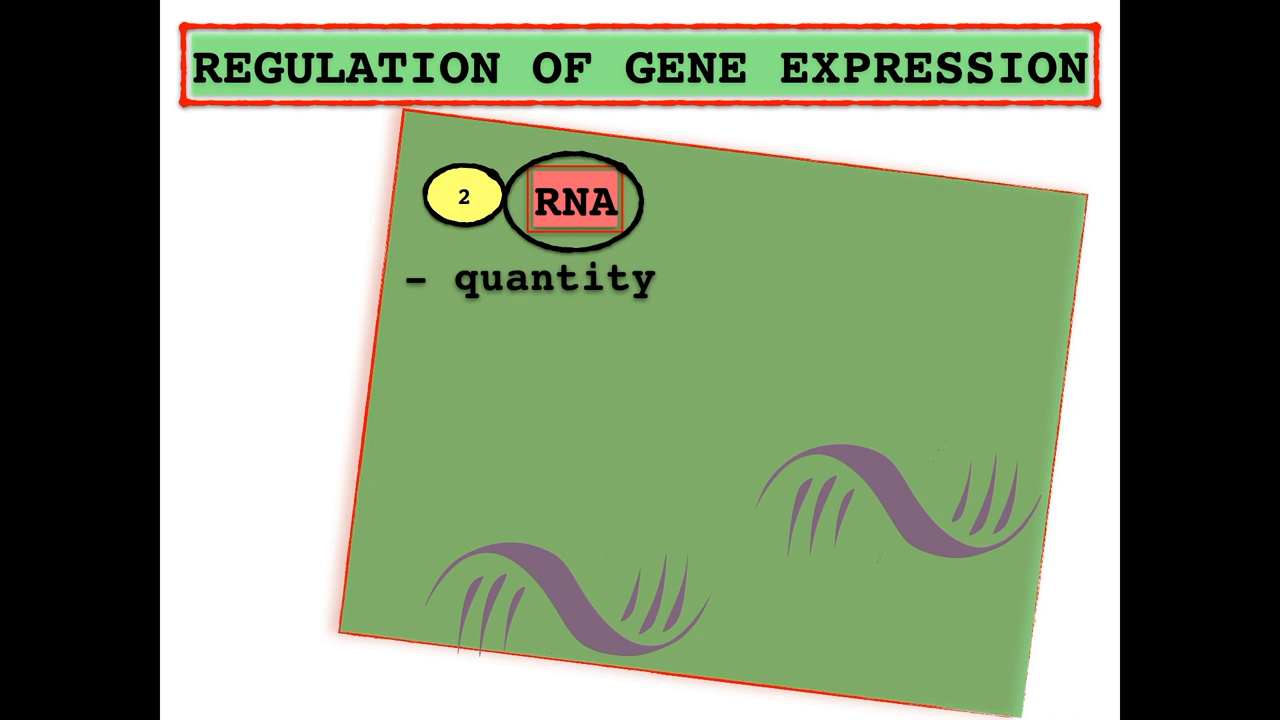 REGULATION OF GENE EXPRESSION
2 RNA
- quantity